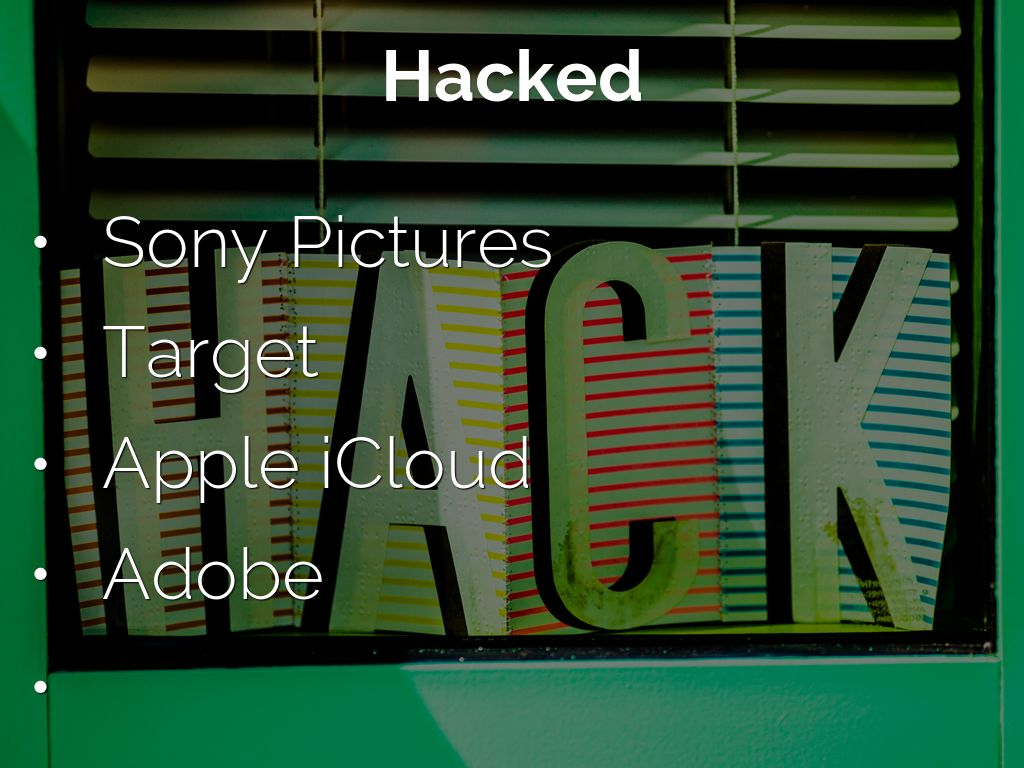 Hacked
• Sony Pictures
• Target
• Apple iCloud
• Adobe
•
HACK